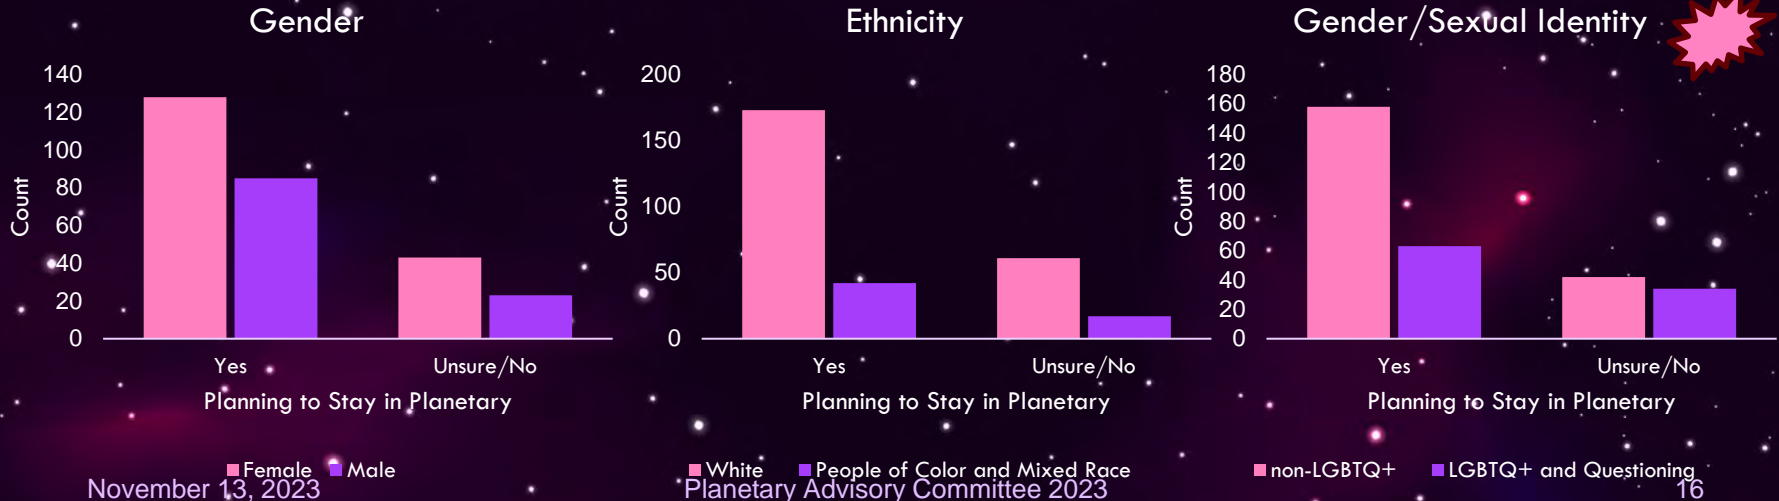 Gender
140
120
100
80
60
40
20
0
Count
Yes
Unsure/No
Planning to Stay in Planetary
Female
Male
Ethnicity
200
150
100
50
0
Count
Yes
Unsure/No
Planning to Stay in Planetary
White
People of Color and Mixed Race
Gender/Sexual Identity
180
160
140
120
100
80
60
40
20
0
Count
Yes
Unsure/No
Planning to Stay in Planetary
non-LGBTQ+
LGBTQ+ and Questioning
November 13, 2023
Planetary Advisory Committee 2023
16